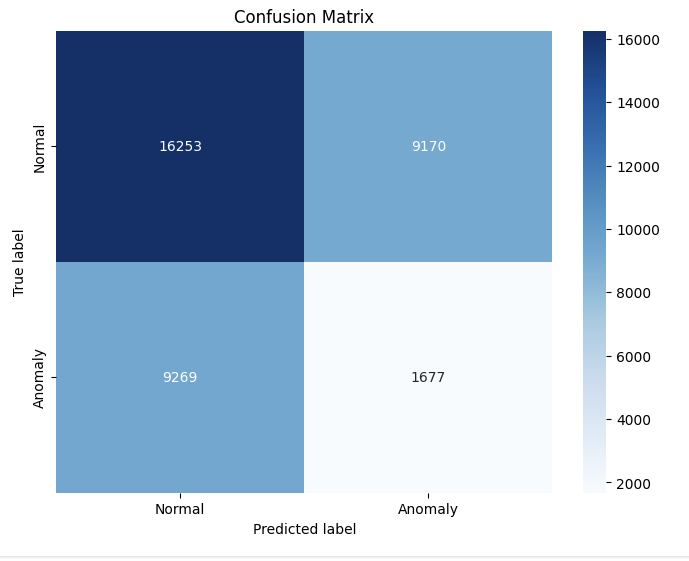 Confusion Matrix
Normal
Anomaly
True label
16253
9170
9269
1677
Normal
Anomaly
Predicted label
16000
14000
12000
10000
8000
6000
4000
2000